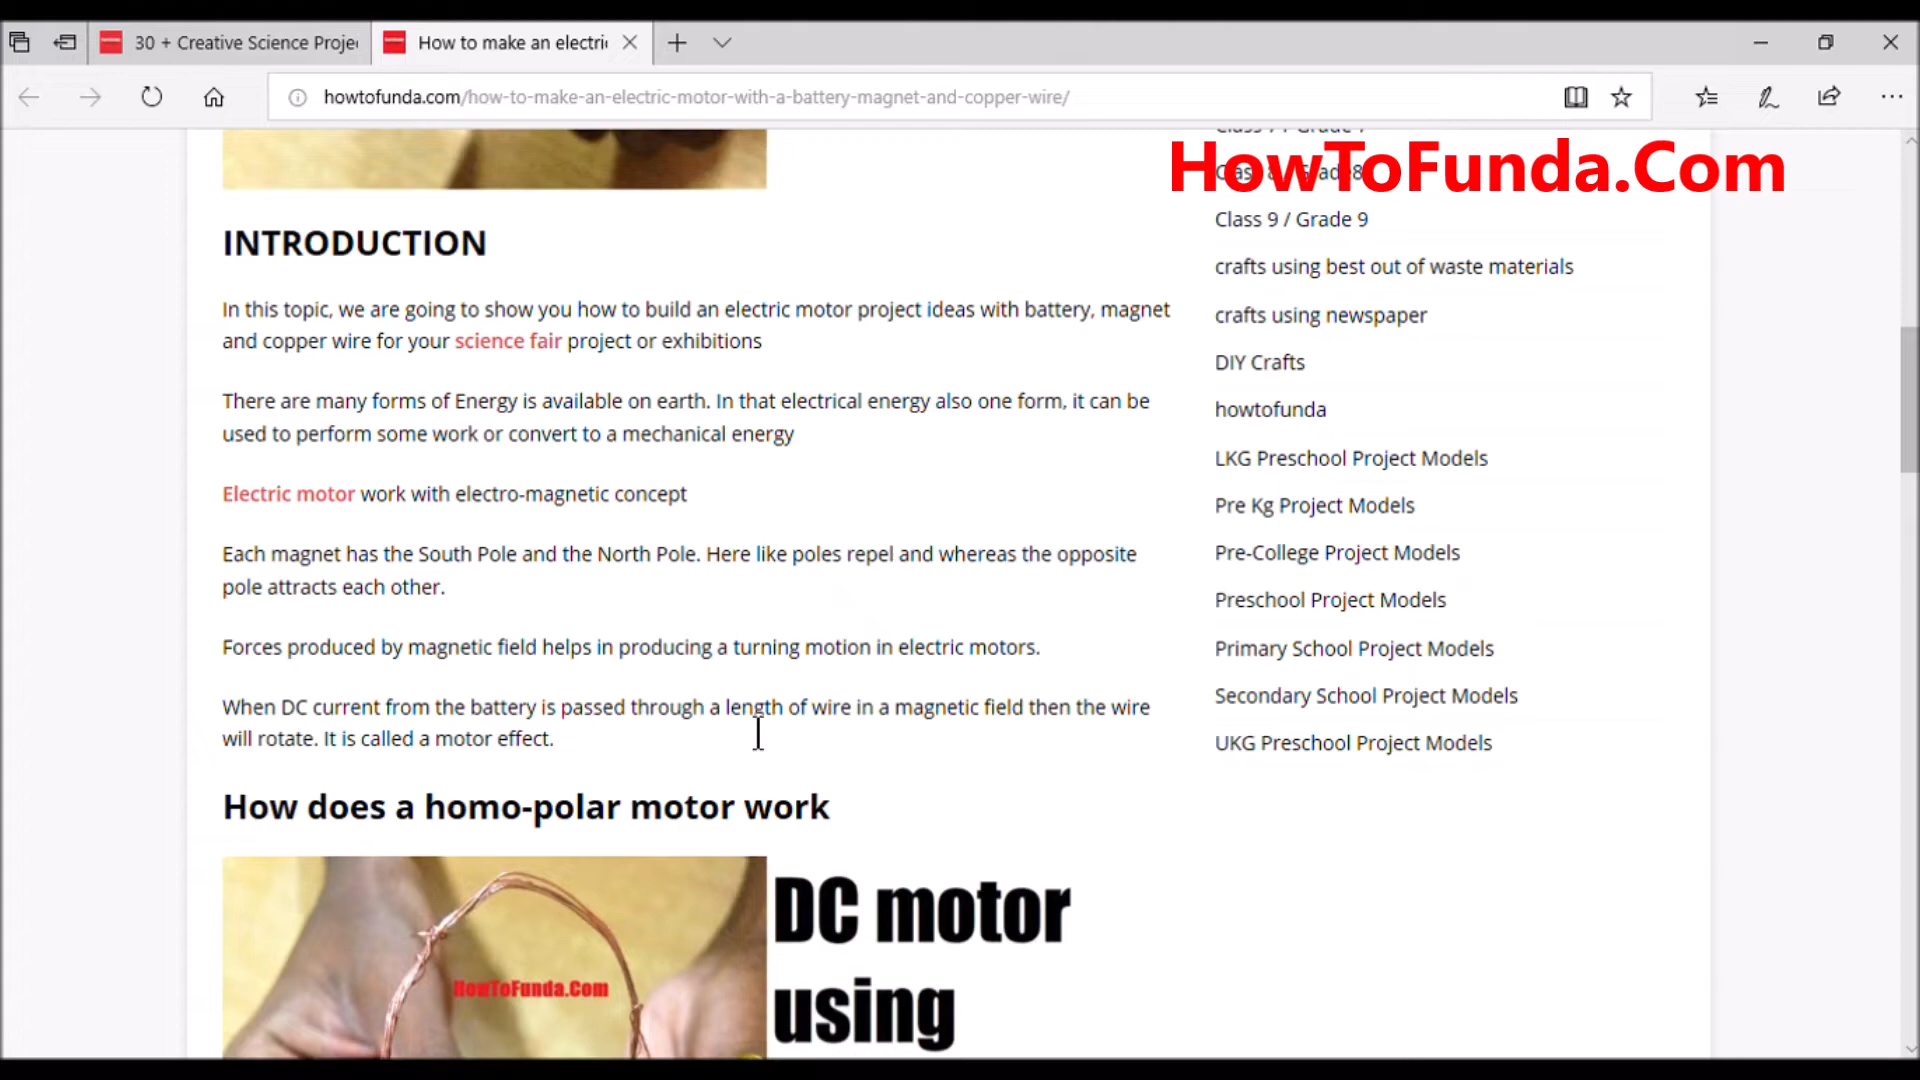 30 + Creative Science Proje
How to make an electri
howtofunda.com/how-to-make-an-electric-motor-with-a-battery-magnet-and-copper-wire/
HowToFunda.Com
INTRODUCTION
In this topic, we are going to show you how to build an electric motor project ideas with battery, magnet
and copper wire for your science fair project or exhibitions
There are many forms of Energy is available on earth. In that electrical energy also one form, it can be
used to perform some work or convert to a mechanical energy
Electric motor work with electro-magnetic concept
Each magnet has the South Pole and the North Pole. Here like poles repel and whereas the opposite
pole attracts each other.
Forces produced by magnetic field helps in producing a turning motion in electric motors.
When DC current from the battery is passed through a length of wire in a magnetic field then the wire
will rotate. It is called a motor effect.
How does a homo-polar motor work
HowToFunda.Com
DC motor
using
Class 9 / Grade 9
crafts using best out of waste materials
crafts using newspaper
DIY Crafts
howtofunda
LKG Preschool Project Models
Pre Kg Project Models
Pre-College Project Models
Preschool Project Models
Primary School Project Models
Secondary School Project Models
UKG Preschool Project Models